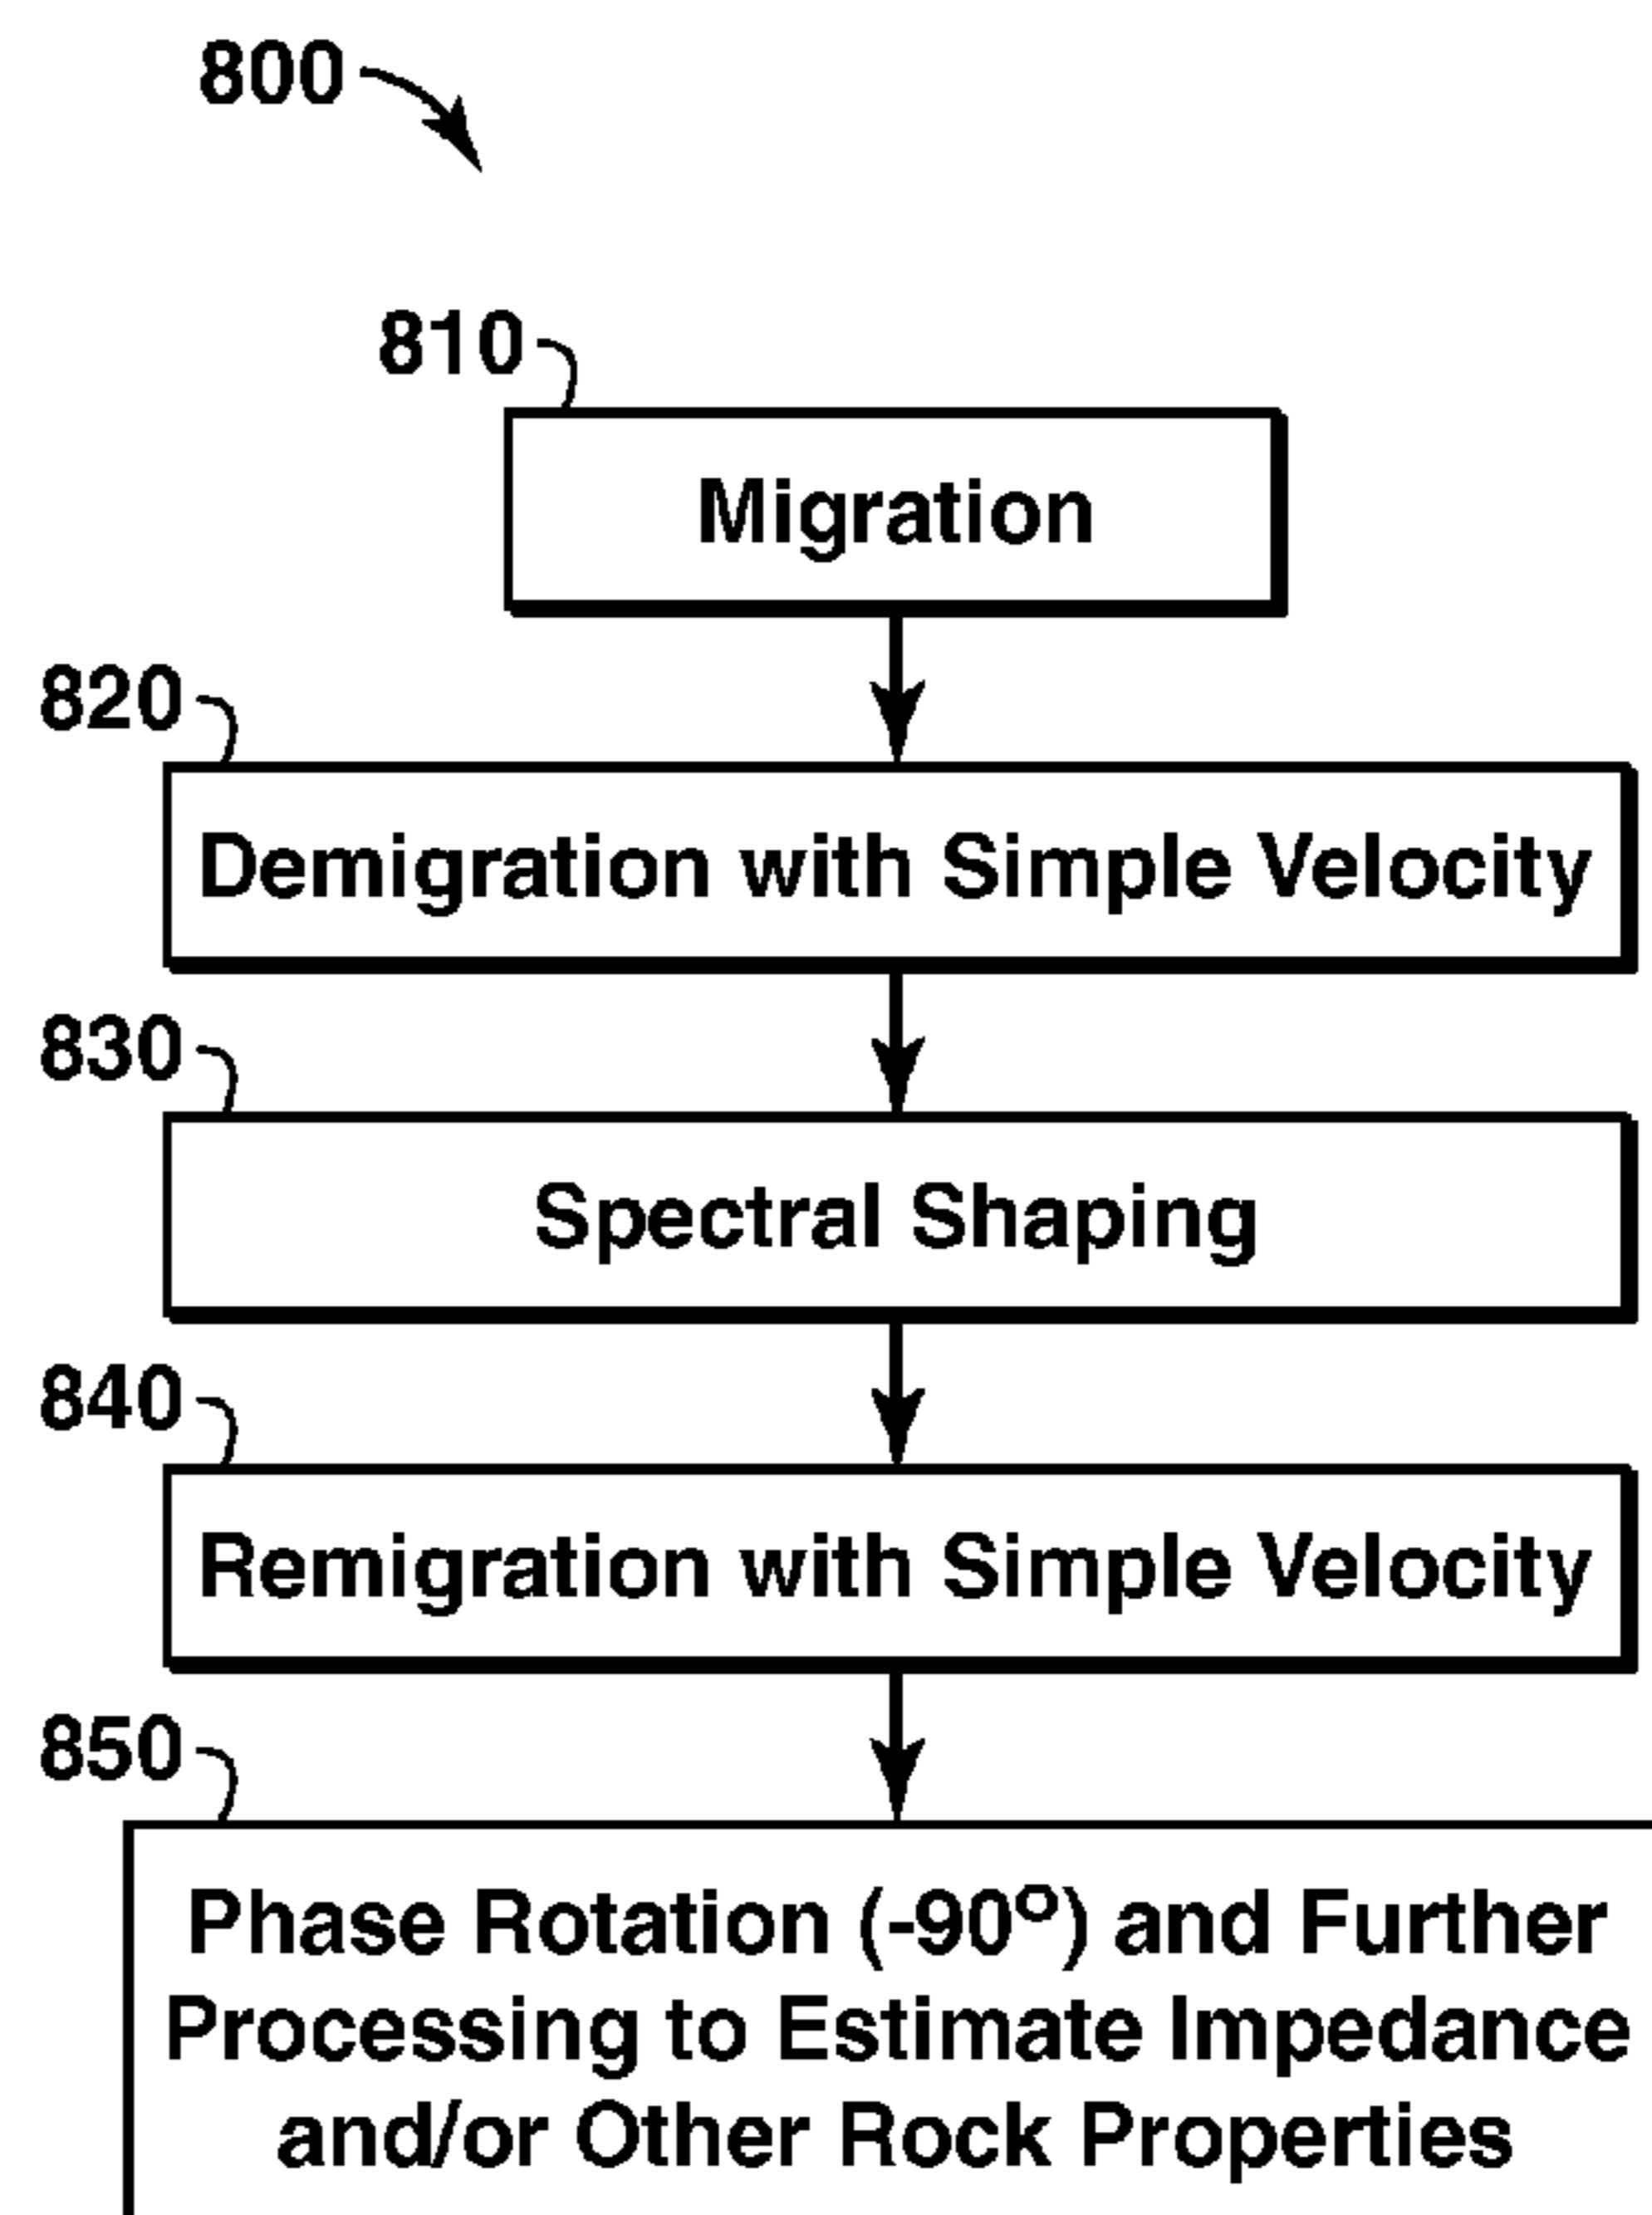 800
810
Migration
820
Demigration with Simple Velocity
830
Spectral Shaping
840
Remigration with Simple Velocity
850
Phase Rotation (-90º) and Further
Processing to Estimate Impedance
and/or Other Rock Properties